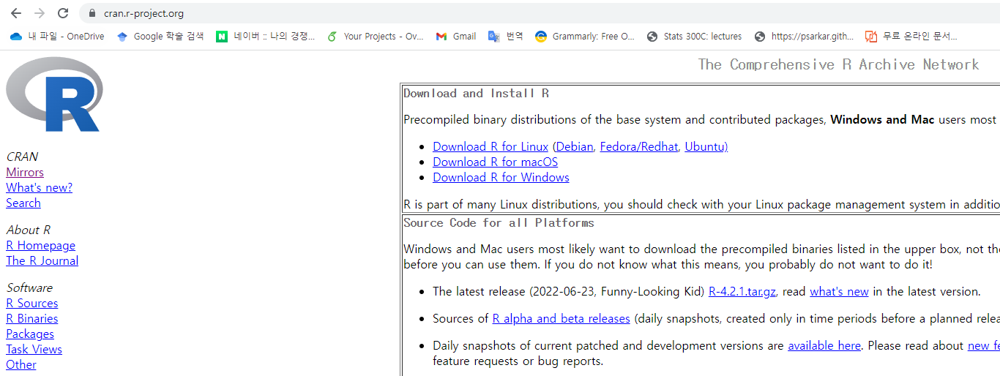 cran.r-project.org
내 파일 - OneDrive Google 학술 검색 네이버 :: 나의 경쟁... Your Projects - Ov... Gmail 번역 Grammarly: Free O... Stats 300C: lectures https://psarkar.gith... 무료 온라인 문서...
R
The Comprehensive R Archive Network
CRAN
Mirrors
What's new?
Search
About R
R Homepage
The R Journal
Software
R Sources
R Binaries
Packages
Task Views
Other
Download and Install R
Precompiled binary distributions of the base system and contributed packages, Windows and Mac users most
Download R for Linux (Debian, Fedora/Redhat, Ubuntu)
Download R for macOS
Download R for Windows
R is part of many Linux distributions, you should check with your Linux package management system in
Source Code for all Platforms
Windows and Mac users most likely want to download the precompiled binaries listed in the upper box, not
before you can use them. If you do not know what this means, you probably do not want to do it!
The latest release (2022-06-23, Funny-Looking Kid) R-4.2.1.tar.gz, read what's new in the latest version.
Sources of R alpha and beta releases (daily snapshots, created only in time periods before a planned
Daily snapshots of current patched and development versions are available here. Please read about new
feature requests or bug reports.